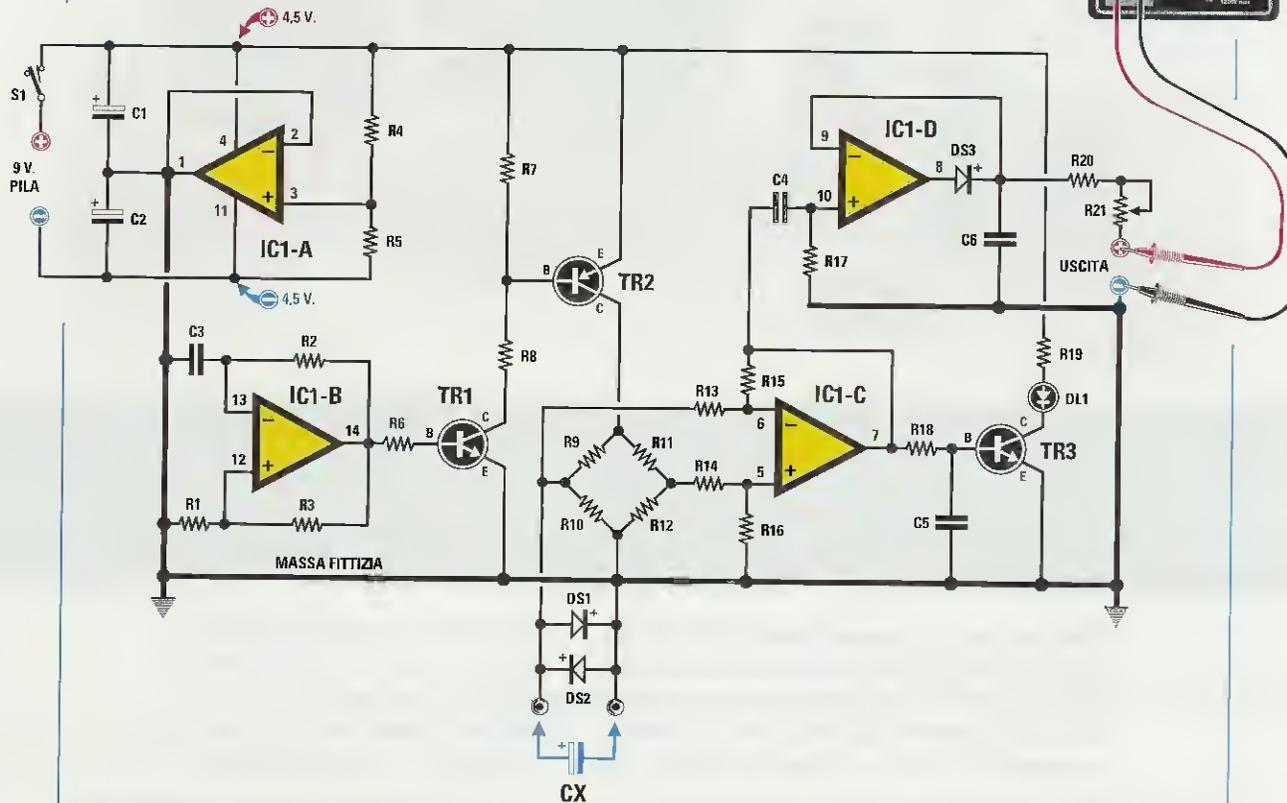 4,5 V.
S1
C1
4
2
R4
9 V.
PILA
1
3
C2
11
R5
IC1-A
4,5 V.
R7
B
E
C
TR2
R8
IC1-D
9
8
DS3
10
C4
R17
C6
R20
R21
USCITA
C3
R2
13
IC1-B
14
12
R6
TR1
B
C
E
R1
R3
R13
R15
IC1-C
6
7
5
R9
R11
R14
R10
R12
R16
R18
R19
DL1
B
C
E
TR3
C5
MASSA FITTIZIA
DS1
DS2
CX